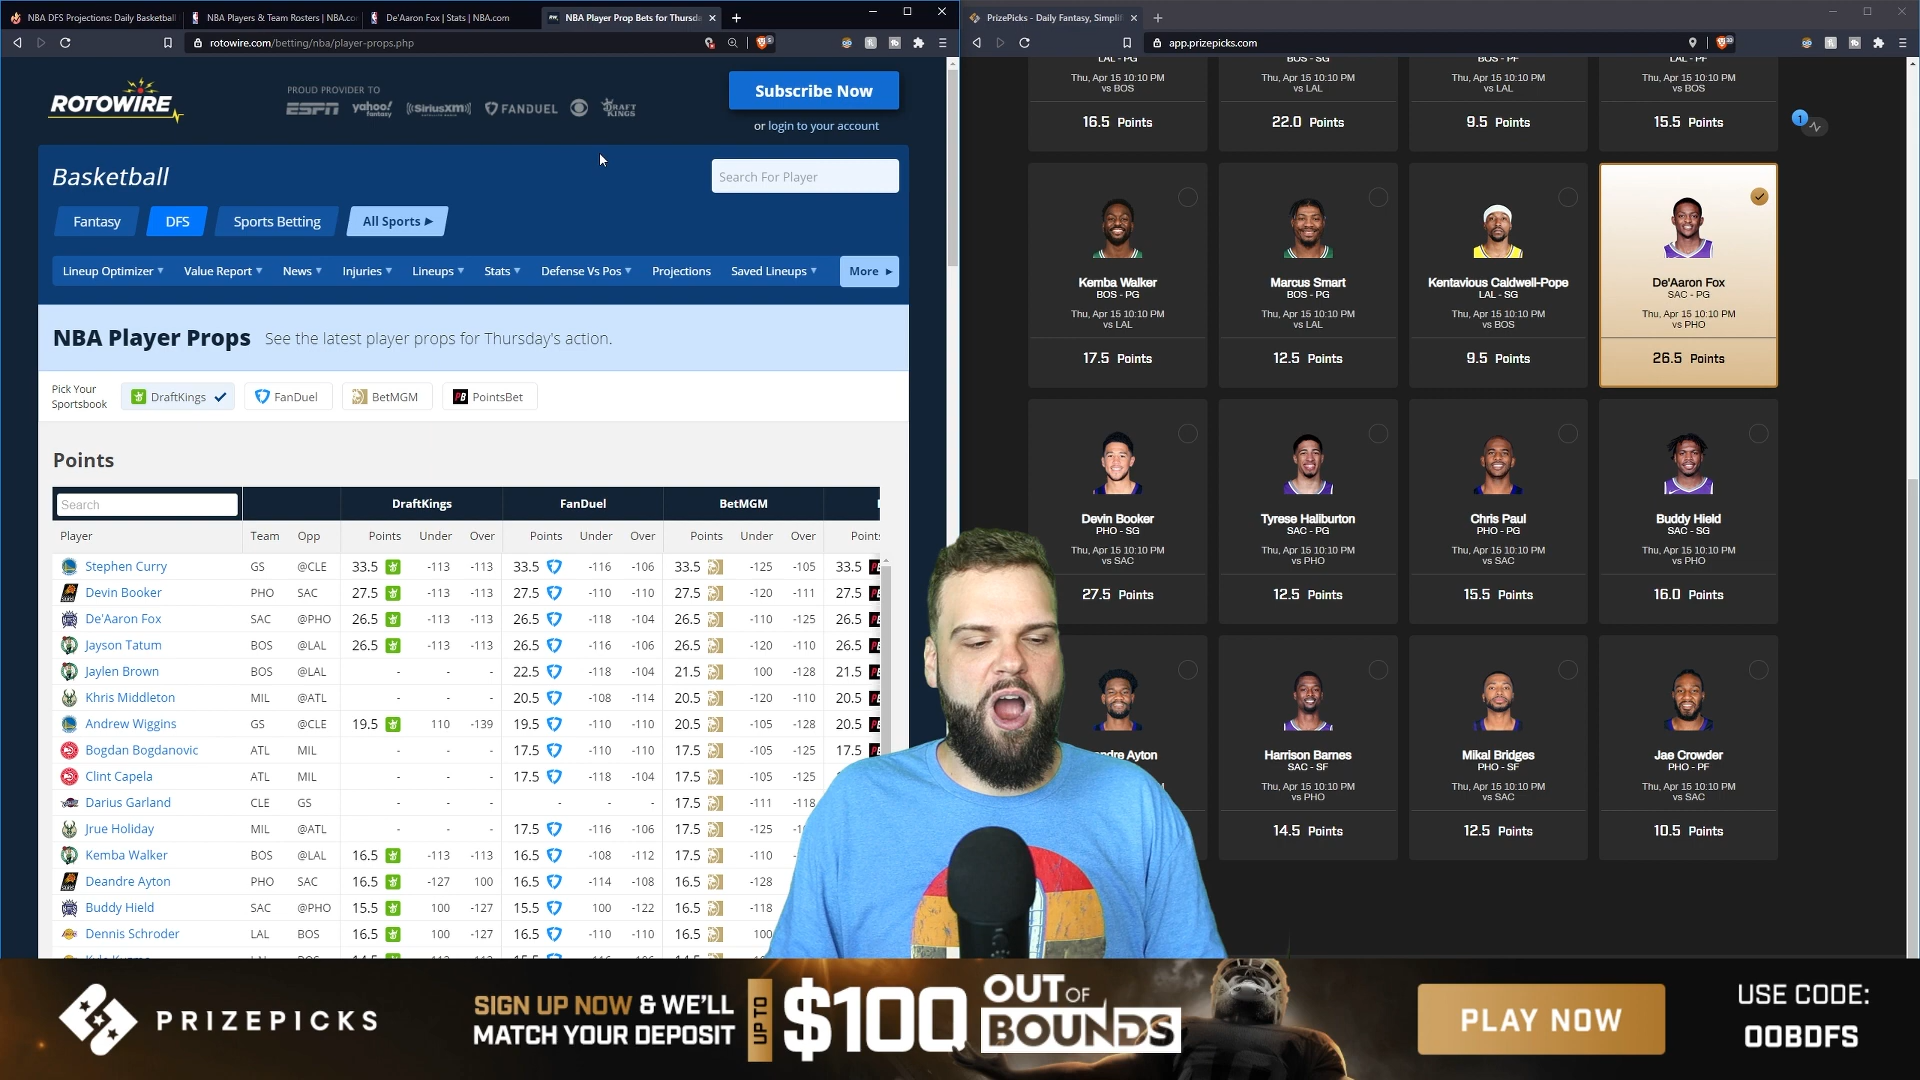 NBA DFS Projections: Daily Basketball
NBA Players & Team Rosters | NBA.co
De'Aaron Fox | Stats | NBA.com
NBA Player Prop Bets for Thursd
rotowire.com/betting/nba/player-props.php
ROTOWIRE
PROUD PROVIDER TO
ESPN yahoo! fantasy ((SiriusXM)) FANDUEL DRAFT KINGS
Subscribe Now
or login to your account
Basketball
Search For Player
Fantasy DFS Sports Betting All Sports ▶
Lineup Optimizer ▼ Value Report ▼ News ▼ Injuries ▼ Lineups ▼ Stats ▼ Defense Vs Pos ▼ Projections Saved Lineups ▼ More ▶
NBA Player Props See the latest player props for Thursday's action.
Pick Your Sportsbook DraftKings FanDuel BetMGM PointsBet
Points
Search DraftKings FanDuel BetMGM
Player Team Opp Points Under Over Points Under Over Points Under Over Points
Stephen Curry GS @CLE 33.5 -113 -113 33.5 -116 -106 33.5 -125 -105 33.5
Devin Booker PHO SAC 27.5 -113 -113 27.5 -110 -110 27.5 -120 -111 27.5
De'Aaron Fox SAC @PHO 26.5 -113 -113 26.5 -118 -104 26.5 -110 -125 26.5
Jayson Tatum BOS @LAL 26.5 -113 -113 26.5 -116 -106 26.5 -120 -110 26.5
Jaylen Brown BOS @LAL - - - 22.5 -118 -104 21.5 100 -128 21.5
Khris Middleton MIL @ATL - - - 20.5 -108 -114 20.5 -120 -110 20.5
Andrew Wiggins GS @CLE 19.5 110 -139 19.5 -110 -110 20.5 -105 -128 20.5
Bogdan Bogdanovic ATL MIL - - - 17.5 -110 -110 17.5 -105 -125 17.5
Clint Capela ATL MIL - - - 17.5 -118 -104 17.5 -105 -125
Darius Garland CLE GS - - - - - - 17.5 -111 -118
Jrue Holiday MIL @ATL - - - 17.5 -116 -106 17.5 -125
Kemba Walker BOS @LAL 16.5 -113 -113 16.5 -108 -112 17.5 -110
Deandre Ayton PHO SAC 16.5 -127 100 16.5 -114 -108 16.5 -128
Buddy Hield SAC @PHO 15.5 100 -127 15.5 100 -122 16.5 -118
Dennis Schroder LAL BOS 16.5 100 -127 16.5 -110 -110 16.5 100
PrizePicks - Daily Fantasy, Simplif
app.prizepicks.com
LAL - PG
Thu, Apr 15 10:10 PM
vs BOS
16.5 Points
BOS - SG
Thu, Apr 15 10:10 PM
vs LAL
22.0 Points
BOS - PF
Thu, Apr 15 10:10 PM
vs LAL
9.5 Points
LAL - PF
Thu, Apr 15 10:10 PM
vs BOS
15.5 Points
1
Kemba Walker
BOS - PG
Thu, Apr 15 10:10 PM
vs LAL
17.5 Points
Marcus Smart
BOS - PG
Thu, Apr 15 10:10 PM
vs LAL
12.5 Points
Kentavious Caldwell-Pope
LAL - SG
Thu, Apr 15 10:10 PM
vs BOS
9.5 Points
De'Aaron Fox
SAC - PG
Thu, Apr 15 10:10 PM
vs PHO
26.5 Points
Devin Booker
PHO - SG
Thu, Apr 15 10:10 PM
vs SAC
27.5 Points
Tyrese Haliburton
SAC - PG
Thu, Apr 15 10:10 PM
vs PHO
12.5 Points
Chris Paul
PHO - PG
Thu, Apr 15 10:10 PM
vs SAC
15.5 Points
Buddy Hield
SAC - SG
Thu, Apr 15 10:10 PM
vs PHO
16.0 Points
Ayton
Harrison Barnes
SAC - SF
Thu, Apr 15 10:10 PM
vs PHO
14.5 Points
Mikal Bridges
PHO - SF
Thu, Apr 15 10:10 PM
vs SAC
12.5 Points
Jae Crowder
PHO - PF
Thu, Apr 15 10:10 PM
vs SAC
10.5 Points
PRIZEPICKS
SIGN UP NOW & WE'LL
MATCH YOUR DEPOSIT
UP TO
$100
OUT OF
BOUNDS
PLAY NOW
USE CODE:
OOBDFS